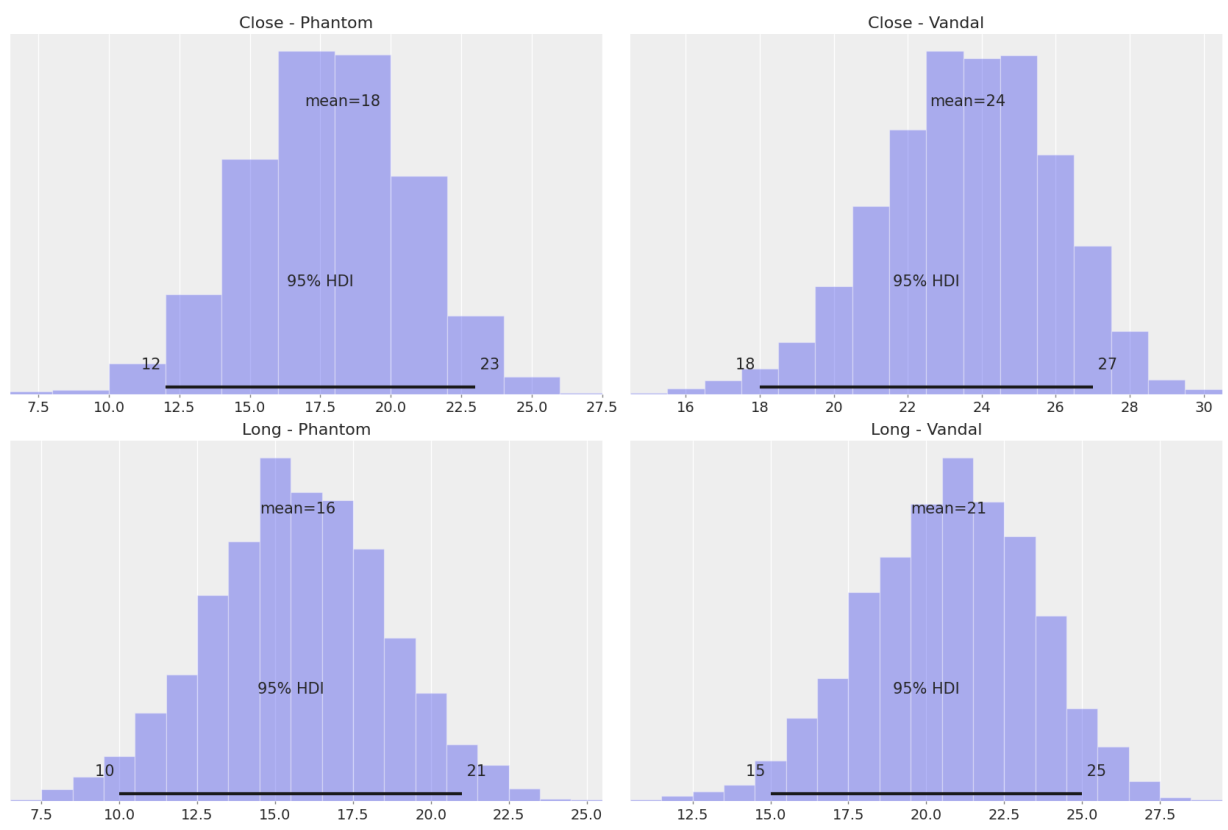 Close - Phantom
mean=18
95% HDI
12
23
7.5 10.0 12.5 15.0 17.5 20.0 22.5 25.0 27.5
Close - Vandal
mean=24
95% HDI
18
27
16 18 20 22 24 26 28 30
Long - Phantom
mean=16
95% HDI
10
21
7.5 10.0 12.5 15.0 17.5 20.0 22.5 25.0
Long - Vandal
mean=21
95% HDI
15
25
12.5 15.0 17.5 20.0 22.5 25.0 27.5